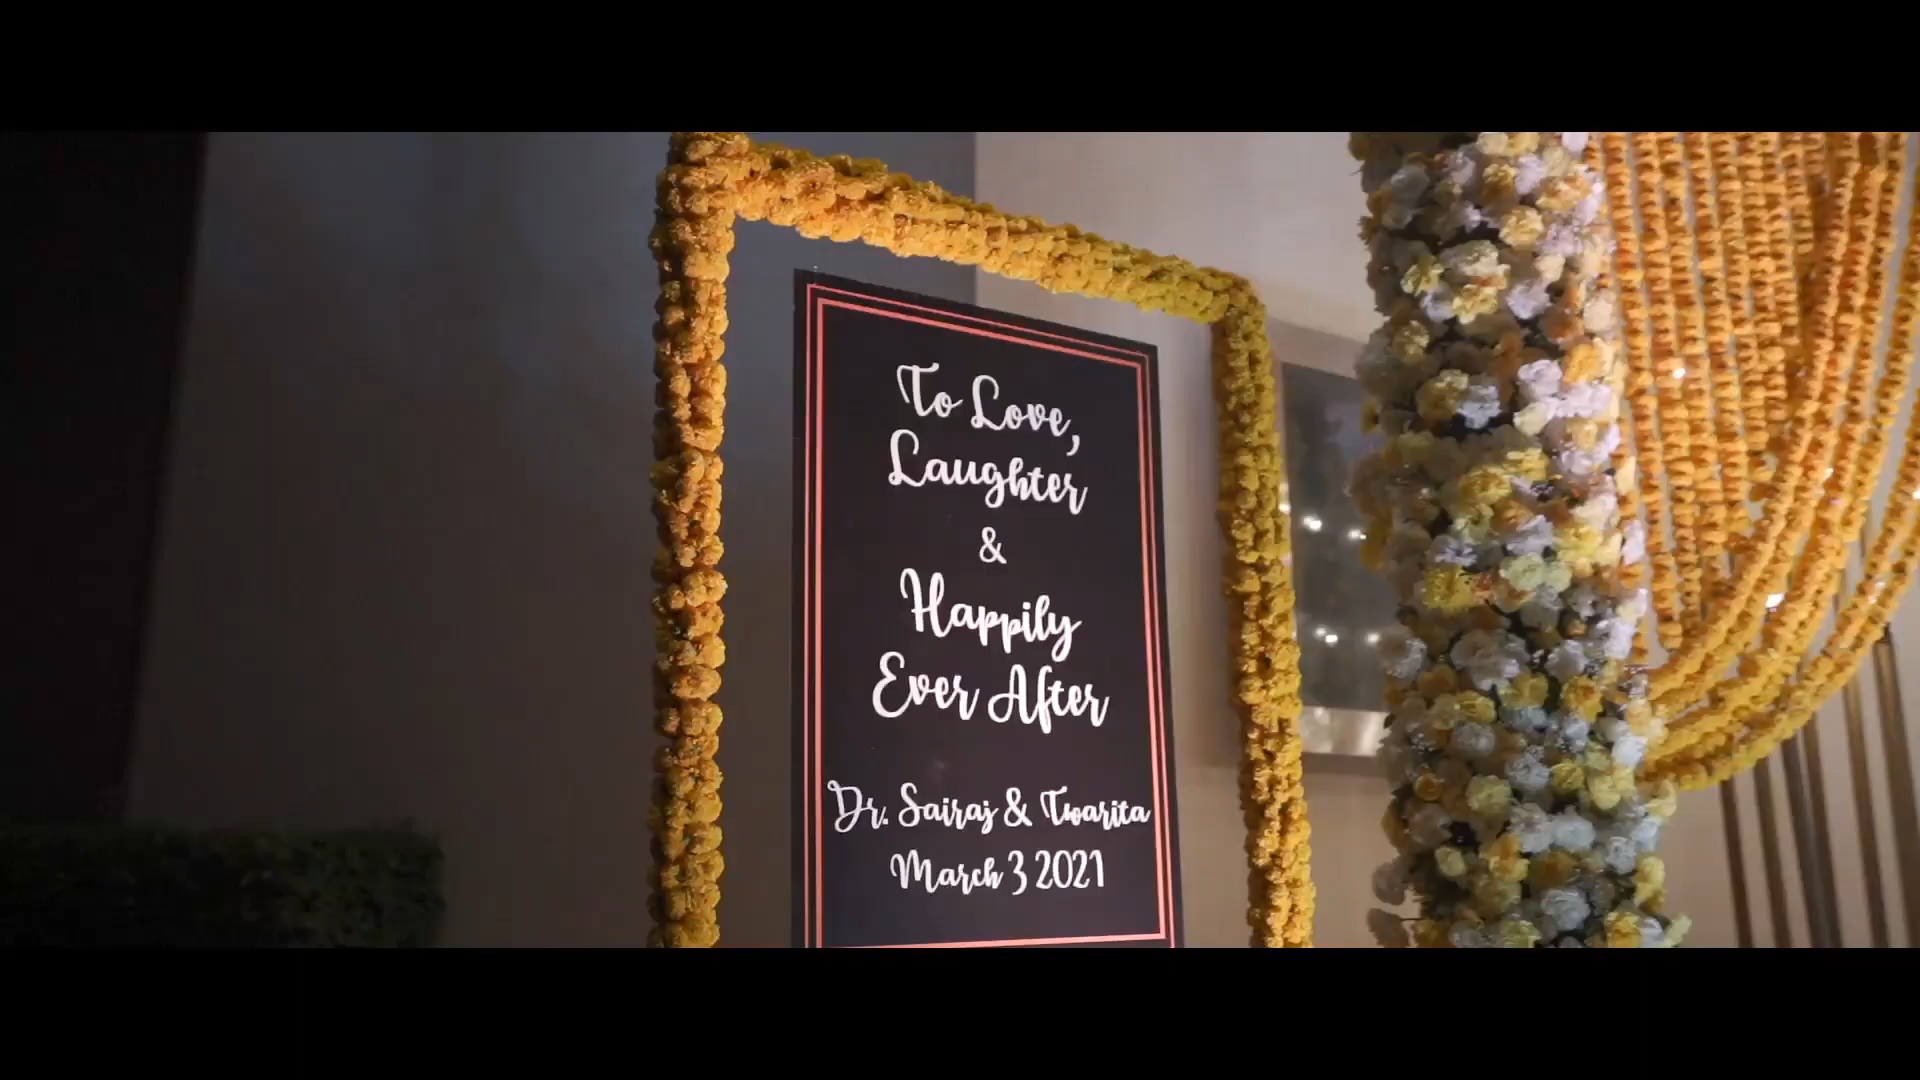 To Love,
Laughter
&
Happily
Ever After
Dr. Sairaj & Twarita
March 3 2021